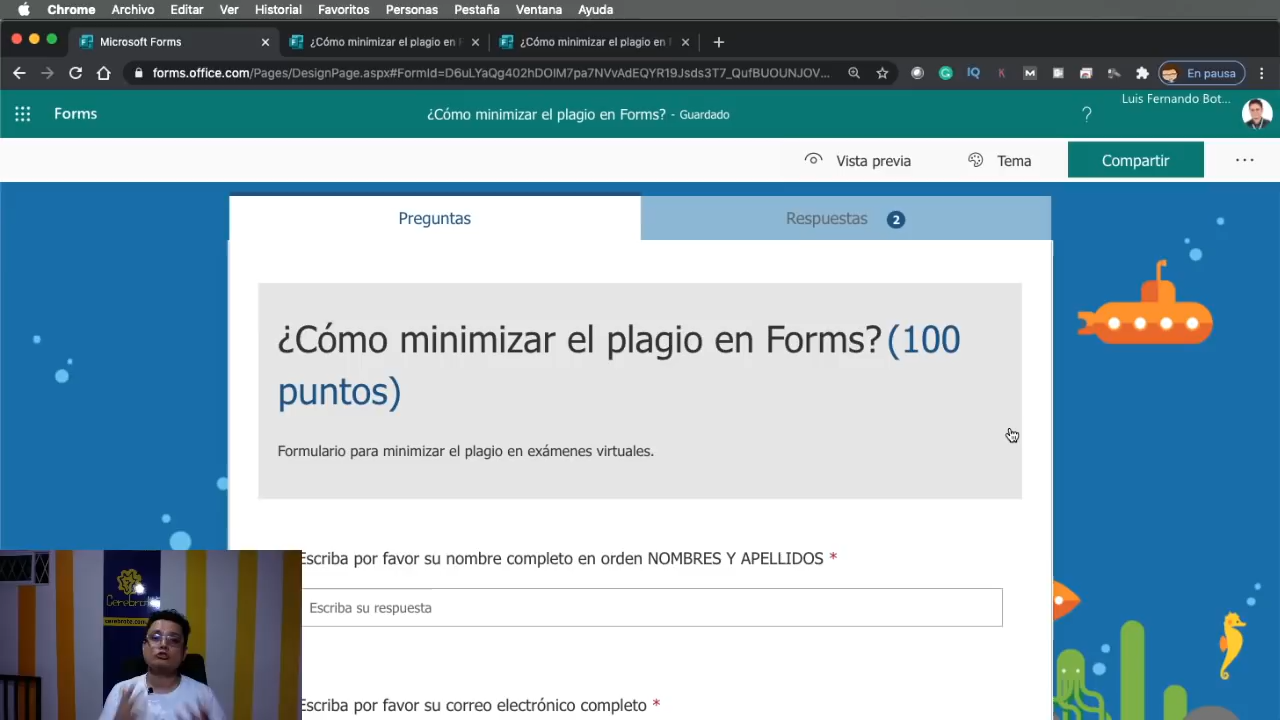 Chrome Archivo Editar Ver Historial Favoritos Personas Pestaña Ventana Ayuda
Microsoft Forms ¿Cómo minimizar el plagio en F ¿Cómo minimizar el plagio en
forms.office.com/Pages/DesignPage.aspx#FormId=D6uLYaQg402hDOIM7pa7NVvAdEQYR19Jsds3T7_QufBUOUNJOV... En pausa
Luis Fernando Bot...
Forms ¿Cómo minimizar el plagio en Forms? - Guardado ?
Vista previa Tema Compartir ...
Preguntas Respuestas 2
¿Cómo minimizar el plagio en Forms? (100
puntos)
Formulario para minimizar el plagio en exámenes virtuales.
Escriba por favor su nombre completo en orden NOMBRES Y APELLIDOS *
Escriba su respuesta
Escriba por favor su correo electrónico completo *
Cerebrote